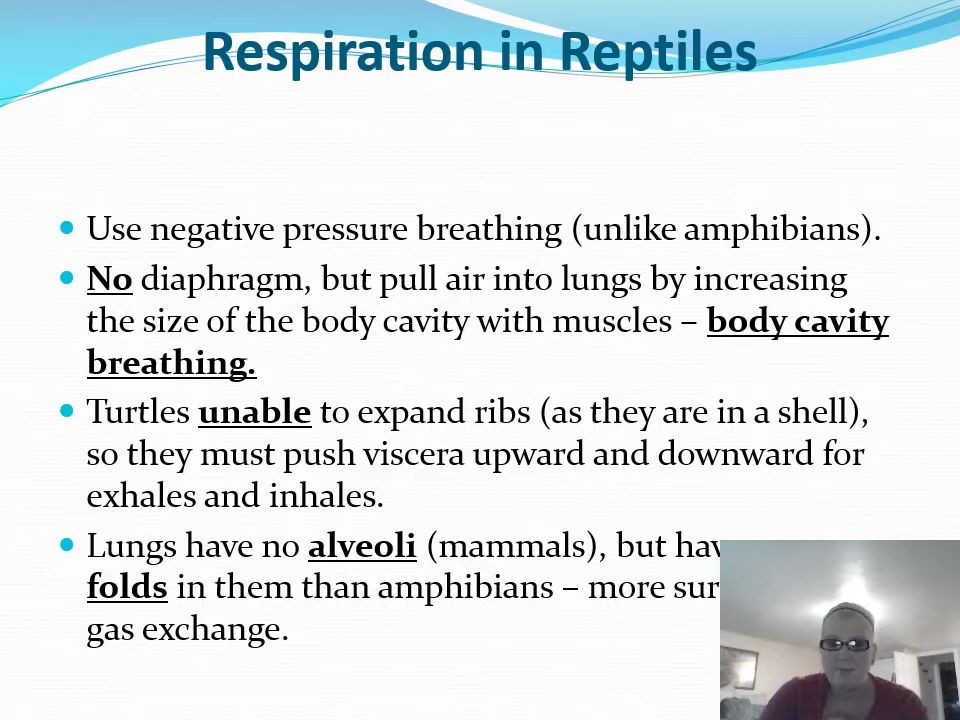 Respiration in Reptiles
Use negative pressure breathing (unlike amphibians).
No diaphragm, but pull air into lungs by increasing
the size of the body cavity with muscles – body cavity
breathing.
Turtles unable to expand ribs (as they are in a shell),
so they must push viscera upward and downward for
exhales and inhales.
Lungs have no alveoli (mammals), but
folds in them than amphibians – more
gas exchange.